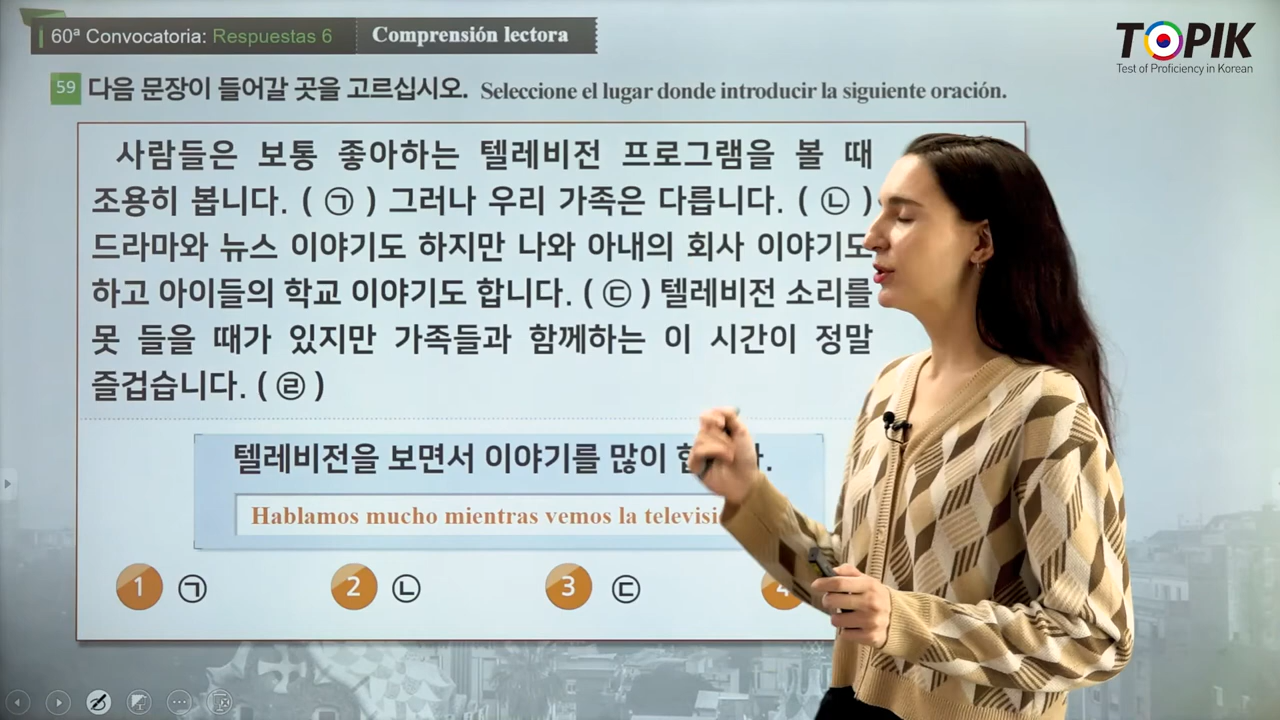 60ª Convocatoria: Respuestas 6 Comprensión lectora
TOPIK
Test of Proficiency in Korean
59 다음 문장이 들어갈 곳을 고르십시오. Seleccione el lugar donde introducir la siguiente oración.
사람들은 보통 좋아하는 텔레비전 프로그램을 볼 때
조용히 봅니다. ( ㉠ ) 그러나 우리 가족은 다릅니다. ( ㉡ )
드라마와 뉴스 이야기도 하지만 나와 아내의 회사 이야기도
하고 아이들의 학교 이야기도 합니다. ( ㉢ ) 텔레비전 소리를
못 들을 때가 있지만 가족들과 함께하는 이 시간이 정말
즐겁습니다. ( ㉣ )
텔레비전을 보면서 이야기를 많이
Hablamos mucho mientras vemos la
1 ㉠ 2 ㉡ 3 ㉢ 4